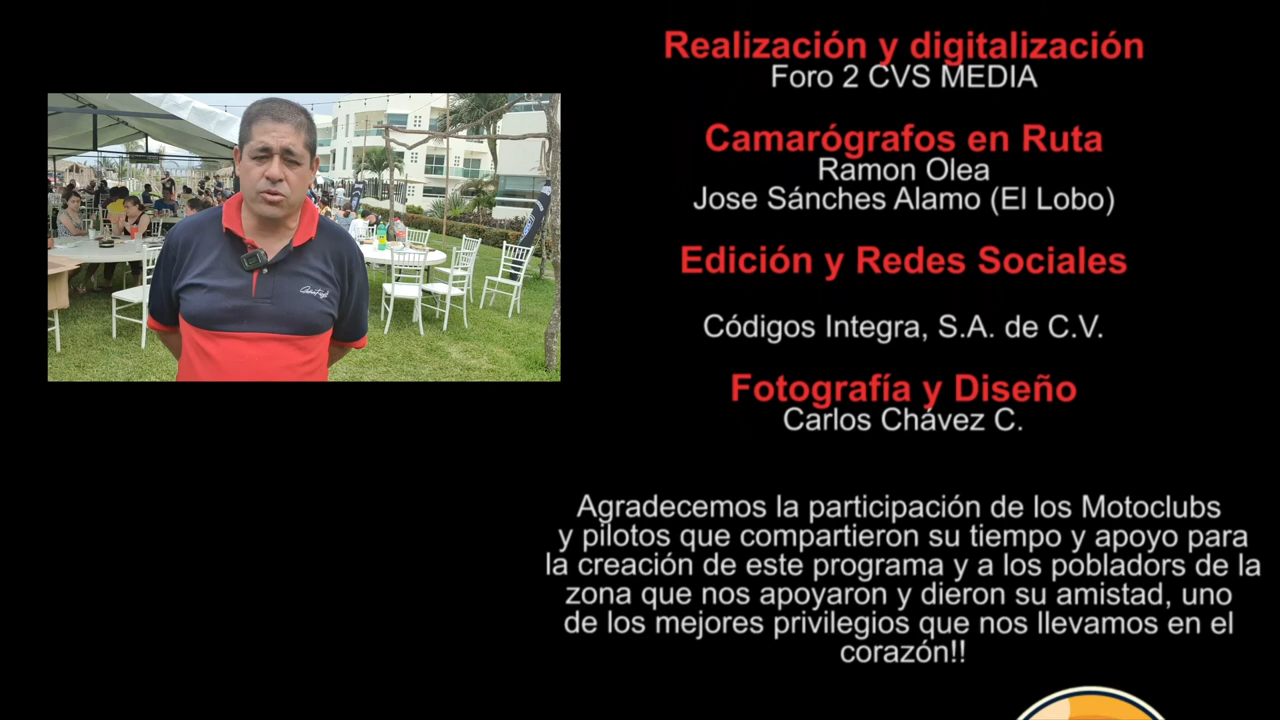 Realización y digitalización
Foro 2 CVS MEDIA
Camarógrafos en Ruta
Ramon Olea
Jose Sánches Alamo (El Lobo)
Edición y Redes Sociales
Códigos Integra, S.A. de C.V.
Fotografía y Diseño
Carlos Chávez C.
Agradecemos la participación de los Motoclubs
y pilotos que compartieron su tiempo y apoyo para
la creación de este programa y a los pobladors de la
zona que nos apoyaron y dieron su amistad, uno
de los mejores privilegios que nos llevamos en el
corazón!!